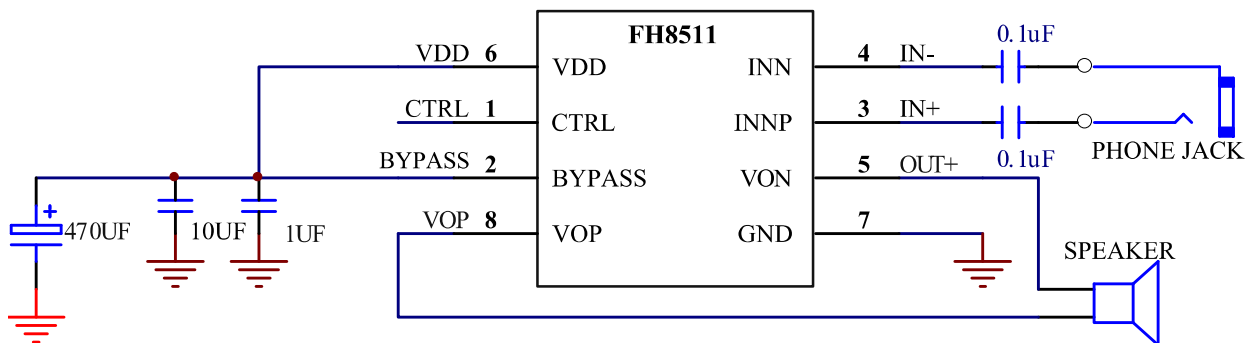 FH8511
0.1uF
VDD 6 VDD INN 4 IN-
CTRL 1 CTRL INNP 3 IN+
0.1uF
PHONE JACK
BYPASS 2 BYPASS VON 5 OUT+
470UF 10UF 1UF
VOP 8 VOP GND 7
SPEAKER
+